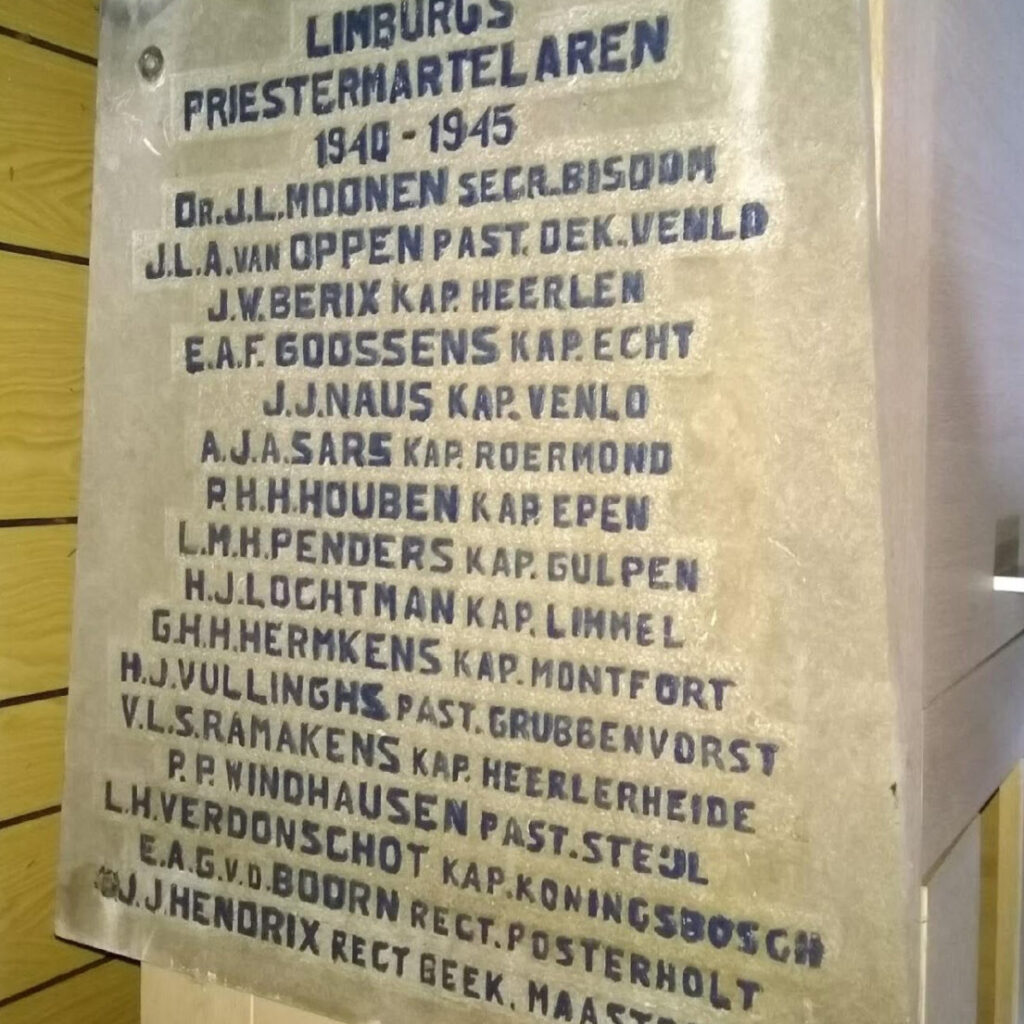 LIMBURGS
PRIESTERMARTELAREN
1940 - 1945
DR.J.L.MOONEN SECR.BISDOM
J.L.A.VAN OPPEN PAST. DEK.VENLO
J.W.BERIX KAP. HEERLEN
E.A.F. GOOSSENS KAP. ECHT
J.J.NAUS KAP. VENLO
A.J.A.SARS KAP. ROERMOND
P.H.H.HOUBEN KAP. EPEN
L.M.H.PENDERS KAP. GULPEN
H.J.LOCHTMAN KAP. LIMMEL
G.H.H.HERMKENS KAP. MONTFORT
H.J.VULLINGHS PAST. GRUBBENVORST
V.L.S.RAMAKENS KAP. HEERLERHEIDE
P.P. WINDHAUSEN PAST.STEIJL
L.H.VERDONSCHOT KAP.KONINGSBOSCH
E.A.G.V.D.BOORN RECT.POSTERHOLT
J.J.HENDRIX RECT BEEK.